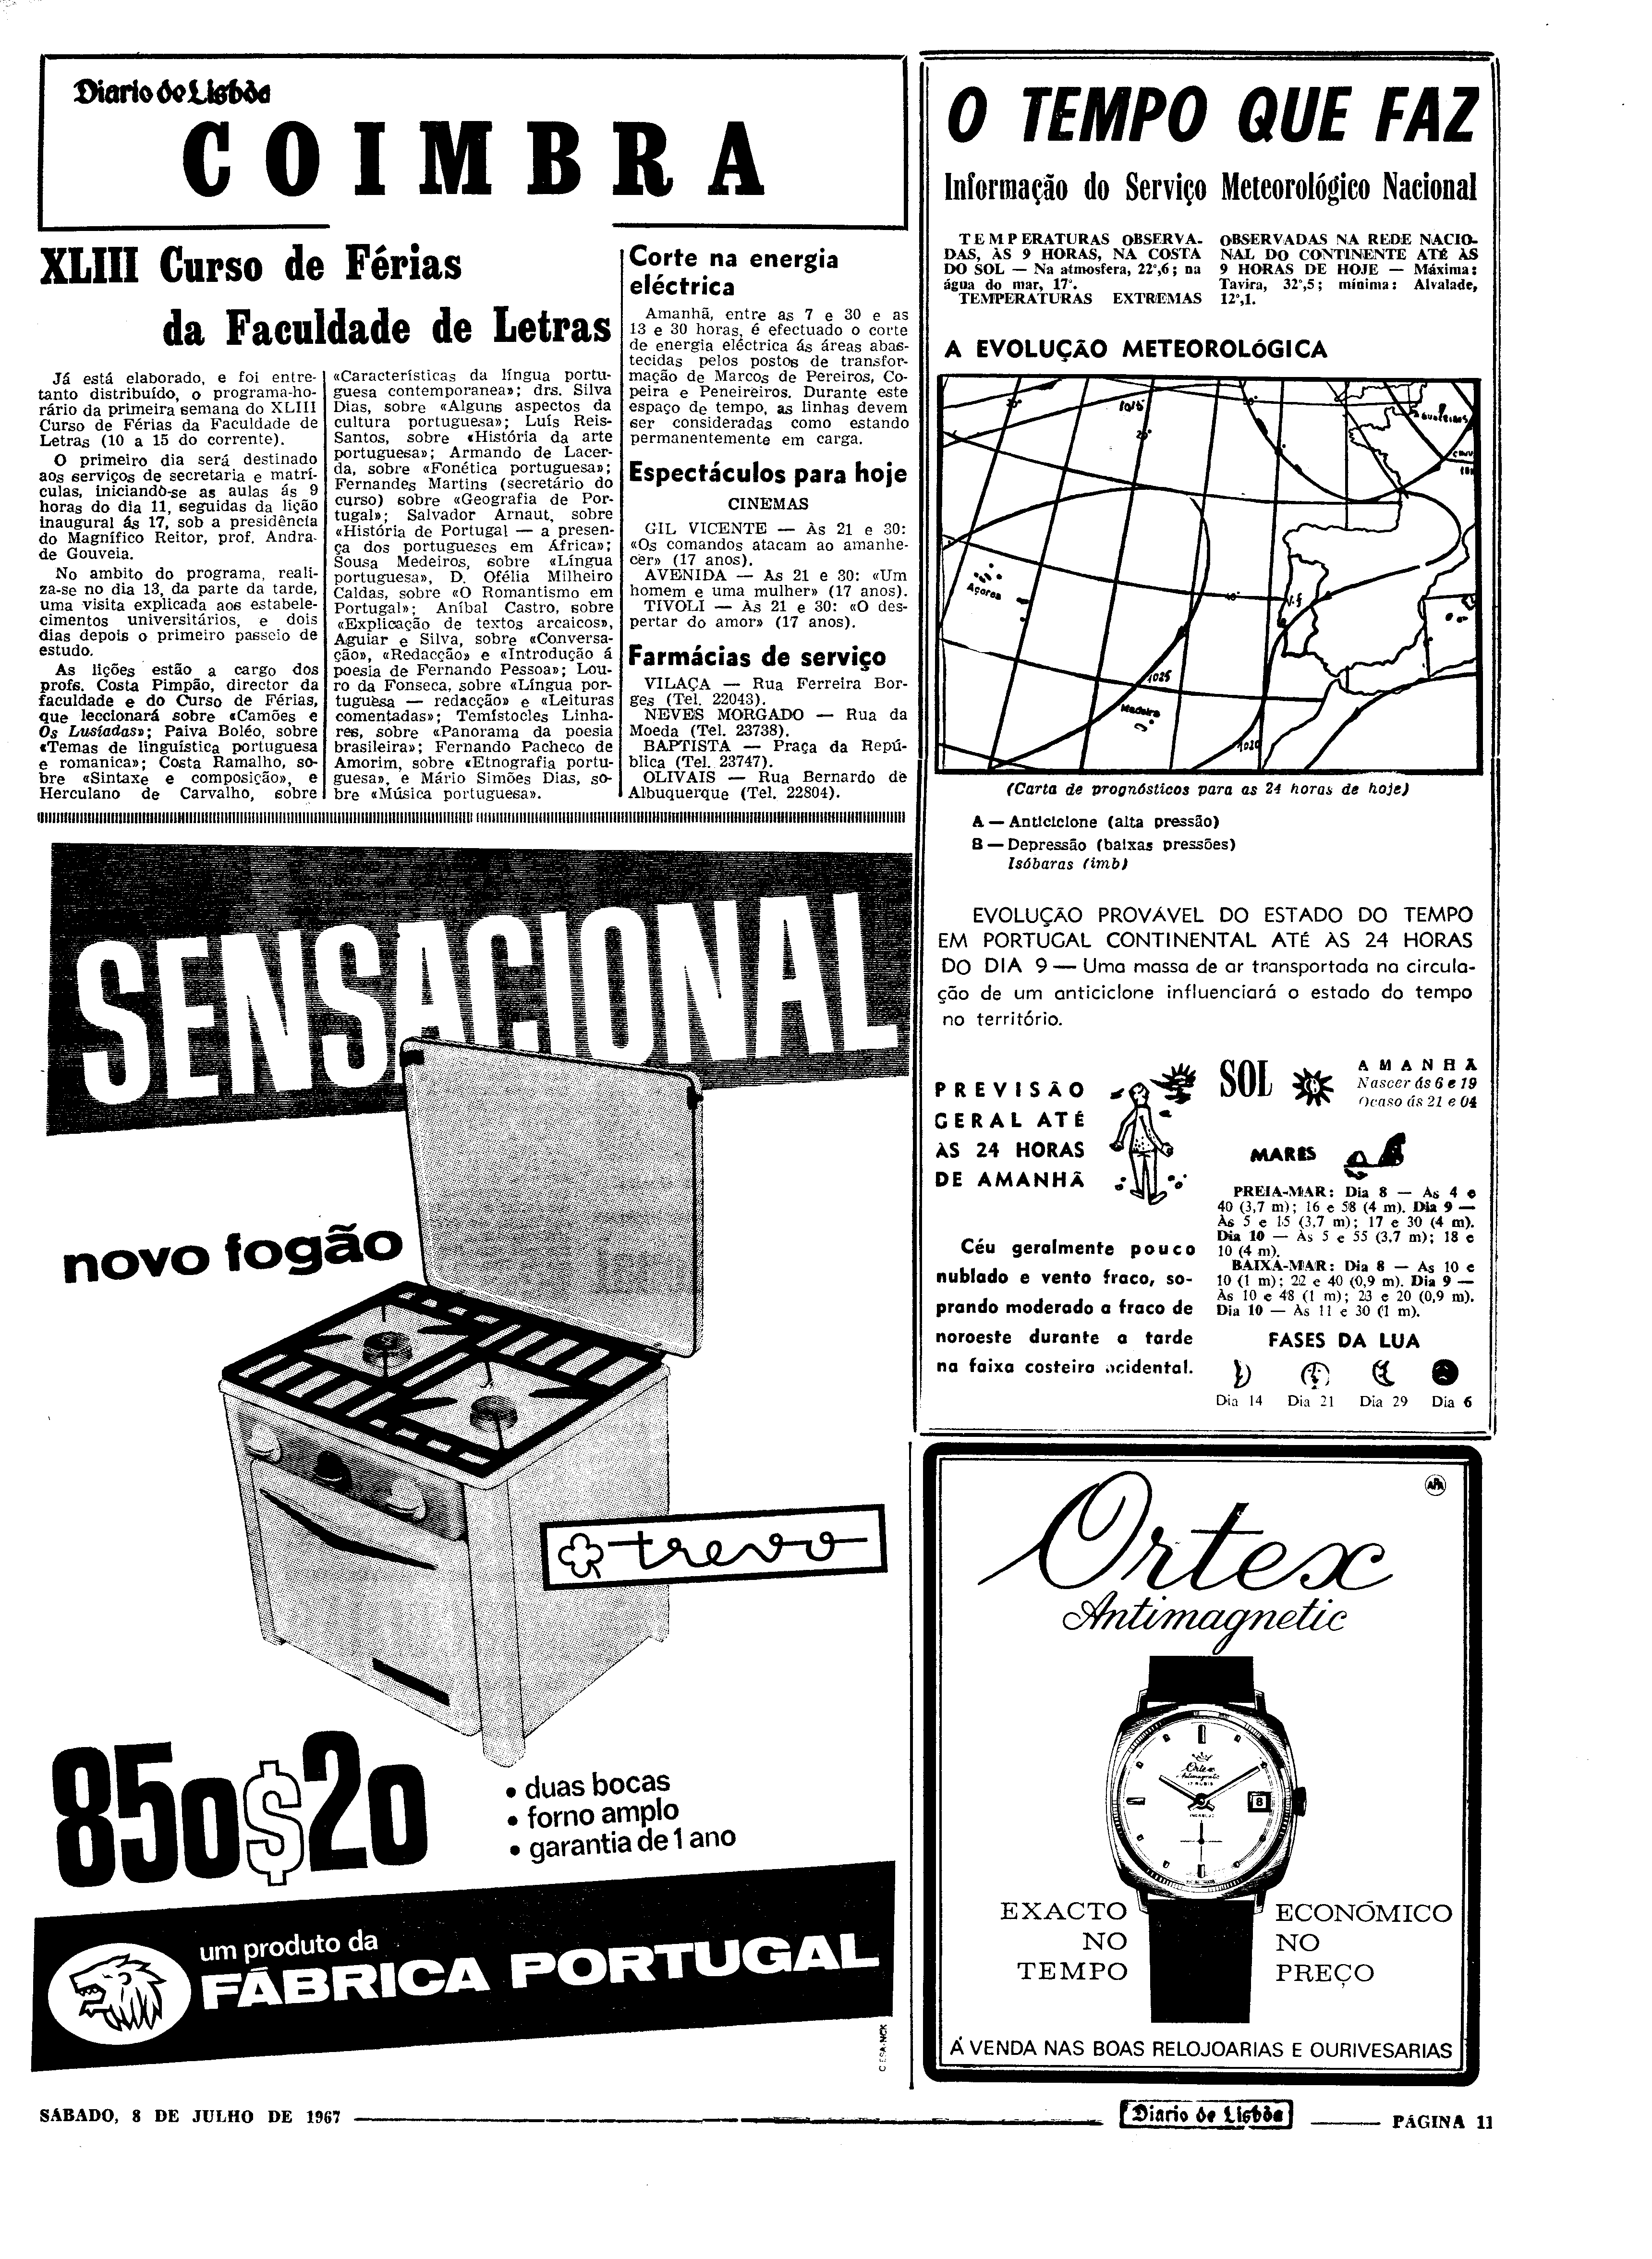 Diario de Lisbôa
COIMBRA
XLIII Curso de Férias
da Faculdade de Letras
Já está elaborado, e foi entre-
tanto distribuído, o programa-ho-
rário da primeira semana do XLIII
Curso de Férias da Faculdade de
Letras (10 a 15 do corrente).
O primeiro dia será destinado
aos serviços de secretaria e matrí-
culas, iniciando-se as aulas ás 9
horas do dia 11, seguidas da lição
inaugural ás 17, sob a presidência
do Magnífico Reitor, prof. Andra-
de Gouveia.
No ambito do programa, reali-
za-se no dia 13, da parte da tarde,
uma visita explicada aos estabele-
cimentos universitários, e dois
dias depois o primeiro passeio de
estudo.
As lições estão a cargo dos
profs. Costa Pimpão, director da
faculdade e do Curso de Férias,
que leccionará sobre «Camões e
Os Lusíadas»; Paiva Boléo, sobre
«Temas de linguística portuguesa
e romanica»; Costa Ramalho, so-
bre «Sintaxe e composição», e
Herculano de Carvalho, sobre
«Características da língua portu-
guesa contemporanea»; drs. Silva
Dias, sobre «Alguns aspectos da
cultura portuguesa»; Luís Reis-
Santos, sobre «História da arte
portuguesa»; Armando de Lacer-
da, sobre «Fonética portuguesa»;
Fernandes Martins (secretário do
curso) sobre «Geografia de Por-
tugal»; Salvador Arnaut, sobre
«História de Portugal — a presen-
ça dos portugueses em África»;
Sousa Medeiros, sobre «Língua
portuguesa», D. Ofélia Milheiro
Caldas, sobre «O Romantismo em
Portugal»; Aníbal Castro, sobre
«Explicação de textos arcaicos»,
Aguiar e Silva, sobre «Conversa-
ção», «Redacção» e «Introdução á
poesia de Fernando Pessoa»; Lou-
ro da Fonseca, sobre «Língua por-
tuguesa — redacção» e «Leituras
comentadas»; Temístocles Linha-
res, sobre «Panorama da poesia
brasileira»; Fernando Pacheco de
Amorim, sobre «Etnografia portu-
guesa», e Mário Simões Dias, so-
bre «Música portuguesa».
Corte na energia
eléctrica
Amanhã, entre as 7 e 30 e as
13 e 30 horas, é efectuado o corte
de energia eléctrica ás áreas abas-
tecidas pelos postos de transfor-
mação de Marcos de Pereiros, Co-
peira e Peneireiros. Durante este
espaço de tempo, as linhas devem
ser consideradas como estando
permanentemente em carga.
Espectáculos para hoje
CINEMAS
GIL VICENTE — Às 21 e 30:
«Os comandos atacam ao amanhe-
cer» (17 anos).
AVENIDA — As 21 e 30: «Um
homem e uma mulher» (17 anos).
TIVOLI — Às 21 e 30: «O des-
pertar do amor» (17 anos).
Farmácias de serviço
VILAÇA — Rua Ferreira Bor-
ges (Tel. 22043).
NEVES MORGADO — Rua da
Moeda (Tel. 23738).
BAPTISTA — Praça da Repú-
blica (Tel. 23747).
OLIVAIS — Rua Bernardo de
Albuquerque (Tel. 22804).
SENSACIONAL
novo fogão
trevo
850$20
• duas bocas
• forno amplo
• garantia de 1 ano
um produto da
FÁBRICA PORTUGAL
CIESA-NCK
O TEMPO QUE FAZ
Informação do Serviço Meteorológico Nacional
TEMPERATURAS OBSERVA-
DAS, ÀS 9 HORAS, NA COSTA
DO SOL — Na atmosfera, 22°,6; na
água do mar, 17°.
TEMPERATURAS EXTREMAS
OBSERVADAS NA REDE NACIO-
NAL DO CONTINENTE ATÉ ÀS
9 HORAS DE HOJE — Máxima:
Tavira, 32°,5; mínima: Alvalade,
12°,1.
A EVOLUÇÃO METEOROLÓGICA
1015
Açores
1025
Madeira
1020
(Carta de prognósticos para as 24 horas de hoje)
A — Anticiclone (alta pressão)
B — Depressão (baixas pressões)
Isóbaras (imb)
EVOLUÇÃO PROVÁVEL DO ESTADO DO TEMPO
EM PORTUGAL CONTINENTAL ATÉ ÀS 24 HORAS
DO DIA 9 — Uma massa de ar transportada na circula-
ção de um anticiclone influenciará o estado do tempo
no território.
PREVISÃO
GERAL ATÉ
ÀS 24 HORAS
DE AMANHÃ
Céu geralmente pouco
nublado e vento fraco, so-
prando moderado a fraco de
noroeste durante a tarde
na faixa costeira ocidental.
SOL
AMANHÃ
Nascer ás 6 e 19
Ocaso ás 21 e 04
MARÉS
PREIA-MAR: Dia 8 — As 4 e
40 (3,7 m); 16 e 58 (4 m). Dia 9 —
Às 5 e 15 (3,7 m); 17 e 30 (4 m).
Dia 10 — Às 5 e 55 (3,7 m); 18 e
10 (4 m).
BAIXA-MAR: Dia 8 — As 10 e
10 (1 m); 22 e 40 (0,9 m). Dia 9 —
Às 10 e 48 (1 m); 23 e 20 (0,9 m).
Dia 10 — Às 11 e 30 (1 m).
FASES DA LUA
Dia 14 Dia 21 Dia 29 Dia 6
APA
Ortex
Antimagnetic
Ortex
Antimagnetic
17 RUBIS
8
EXACTO
NO
TEMPO
ECONÓMICO
NO
PREÇO
Á VENDA NAS BOAS RELOJOARIAS E OURIVESARIAS
SÁBADO, 8 DE JULHO DE 1967
Diario de Lisbôa
PÁGINA 11